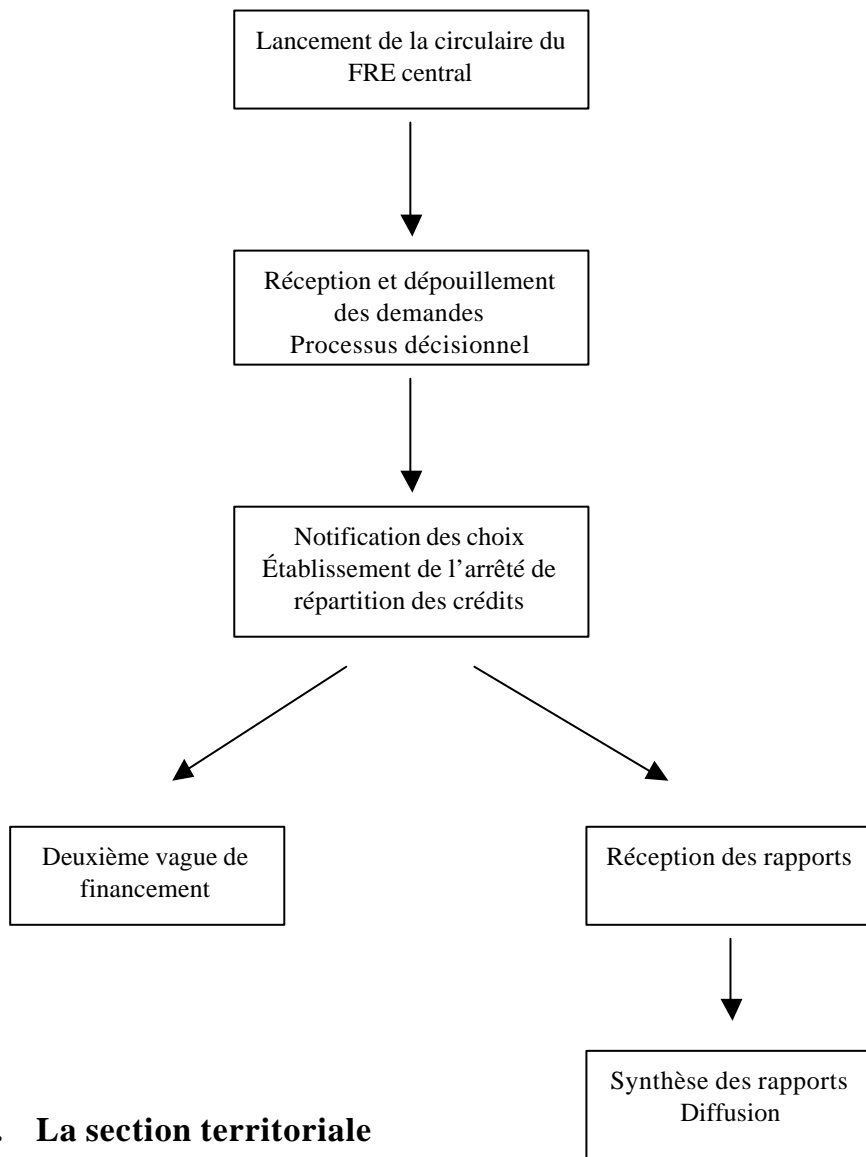 Lancement de la circulaire du
FRE central
Réception et dépouillement
des demandes
Processus décisionnel
Notification des choix
Établissement de l’arrêté de
répartition des crédits
Deuxième vague de
financement
Réception des rapports
Synthèse des rapports
Diffusion
. La section territoriale